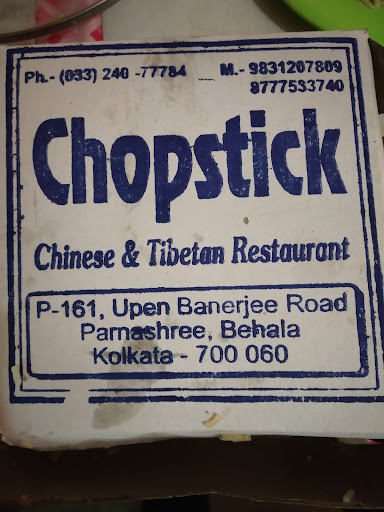 Ph.- (033) 240 -77784 M.- 9831267809
8777533740
Chopstick
Chinese & Tibetan Restaurant
P-161, Upen Banerjee Road
Parnashree, Behala
Kolkata - 700 060